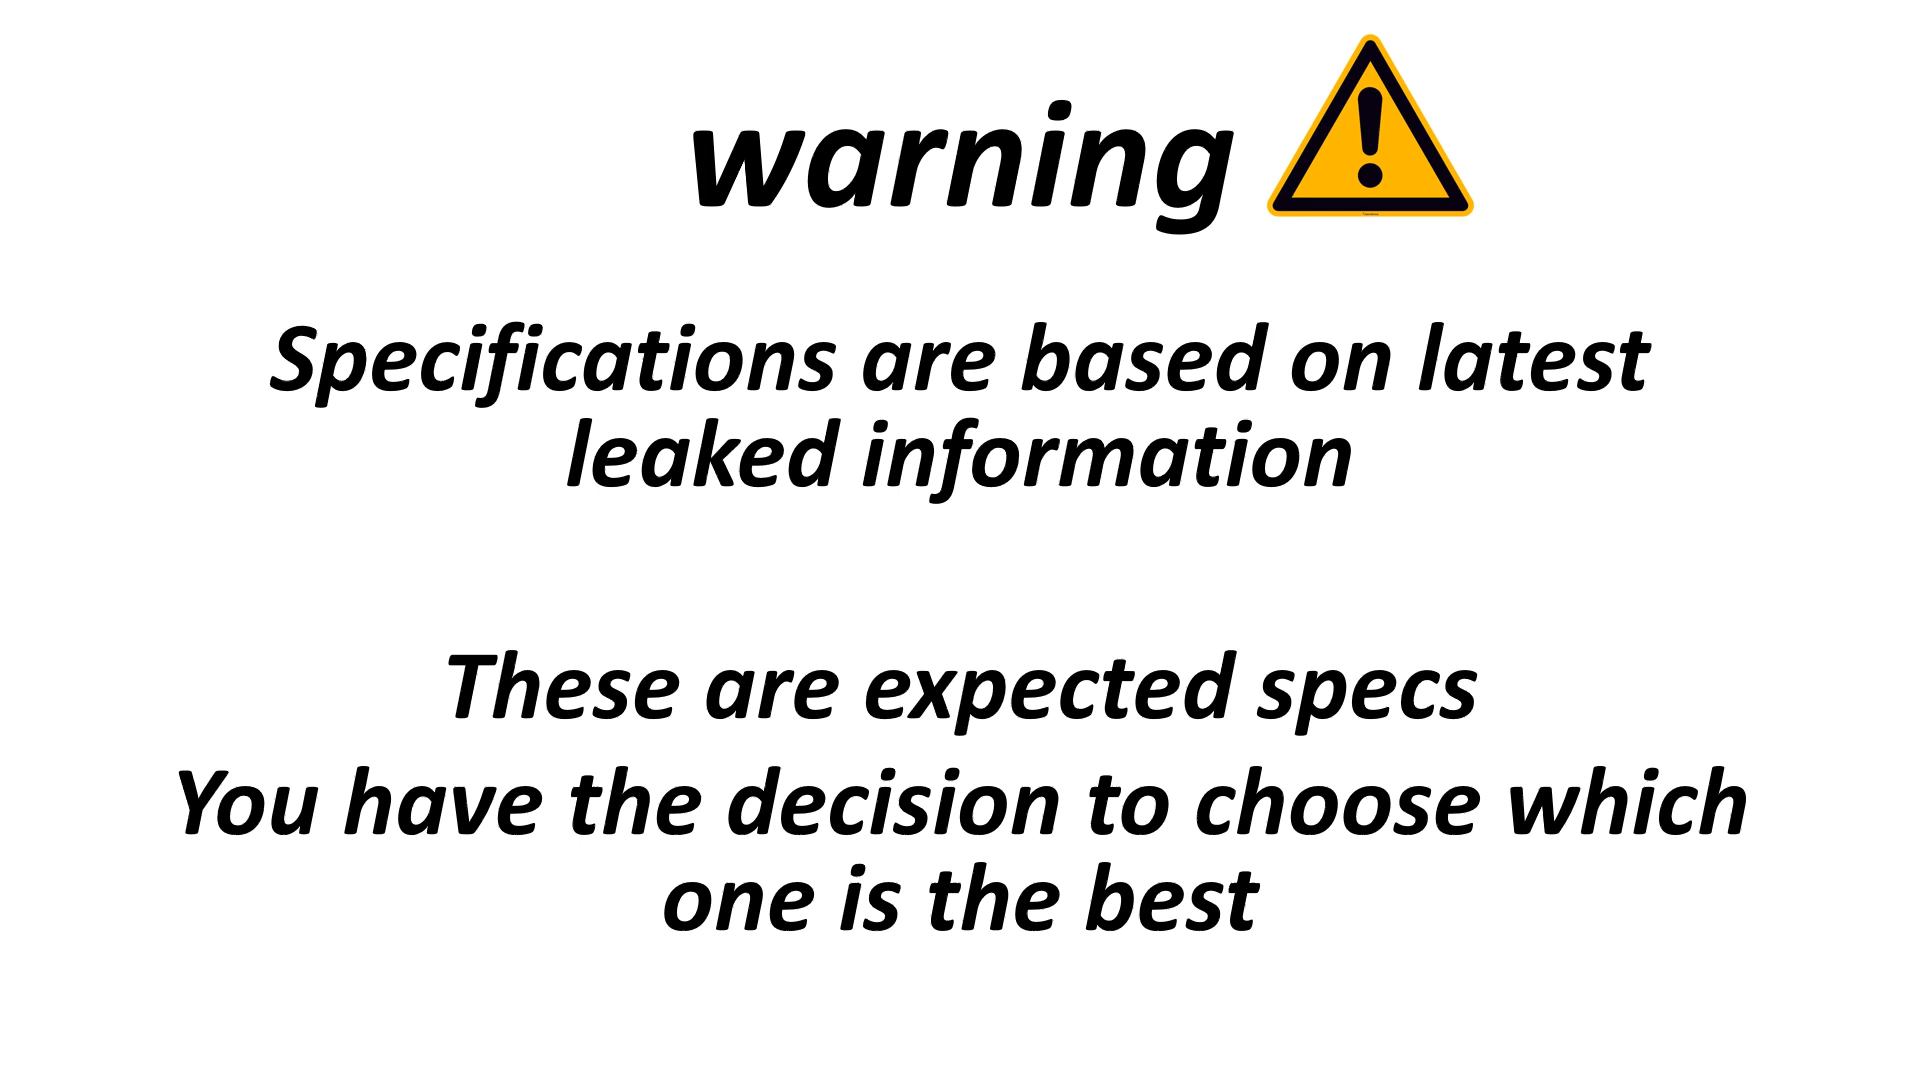 warning
Specifications are based on latest
leaked information
These are expected specs
You have the decision to choose which
one is the best